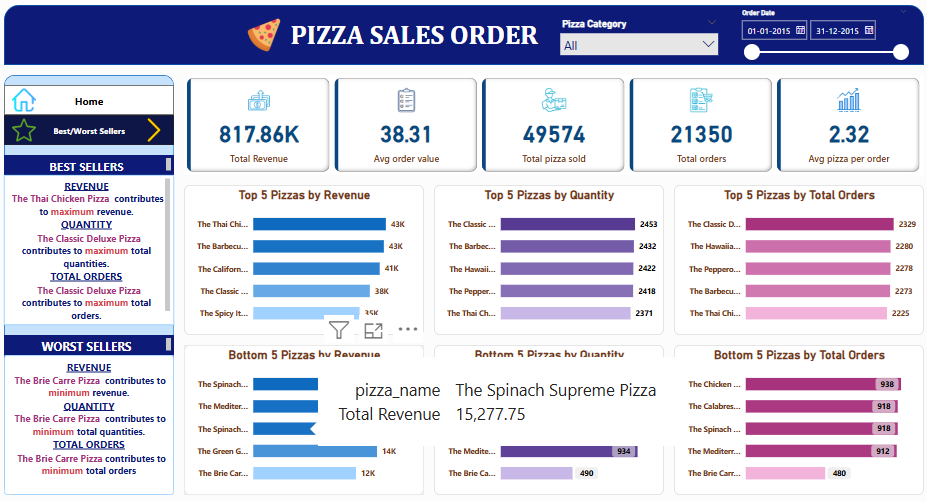 PIZZA SALES ORDER
Pizza Category
All
Order Date
01-01-2015
31-12-2015
Home
Best/Worst Sellers
BEST SELLERS
REVENUE
The Thai Chicken Pizza contributes
to maximum revenue.
QUANTITY
The Classic Deluxe Pizza
contributes to maximum total
quantities.
TOTAL ORDERS
The Classic Deluxe Pizza
contributes to maximum total
orders.
WORST SELLERS
REVENUE
The Brie Carre Pizza contributes to
minimum revenue.
QUANTITY
The Brie Carre Pizza contributes to
minimum total quantities.
TOTAL ORDERS
The Brie Carre Pizza contributes to
minimum total orders
817.86K
Total Revenue
38.31
Avg order value
49574
Total pizza sold
21350
Total orders
2.32
Avg pizza per order
Top 5 Pizzas by Revenue
The Thai Chi... 43K
The Barbecu... 43K
The Californ... 41K
The Classic ... 38K
The Spicy It... 35K
Top 5 Pizzas by Quantity
The Classic ... 2453
The Barbec... 2432
The Hawaii... 2422
The Pepper... 2418
The Thai Ch... 2371
Top 5 Pizzas by Total Orders
The Classic D... 2329
The Hawaiia... 2280
The Peppero... 2278
The Barbecu... 2273
The Thai Chi... 2225
Bottom 5 Pizzas by Revenue
The Spinach...
The Mediter...
The Spinach...
The Green G... 14K
The Brie Car... 12K
pizza_name The Spinach Supreme Pizza
Total Revenue 15,277.75
Bottom 5 Pizzas by Quantity
The Medite... 934
The Brie Ca... 490
Bottom 5 Pizzas by Total Orders
The Chicken ... 938
The Calabres... 918
The Spinach ... 918
The Mediterr... 912
The Brie Carr... 480